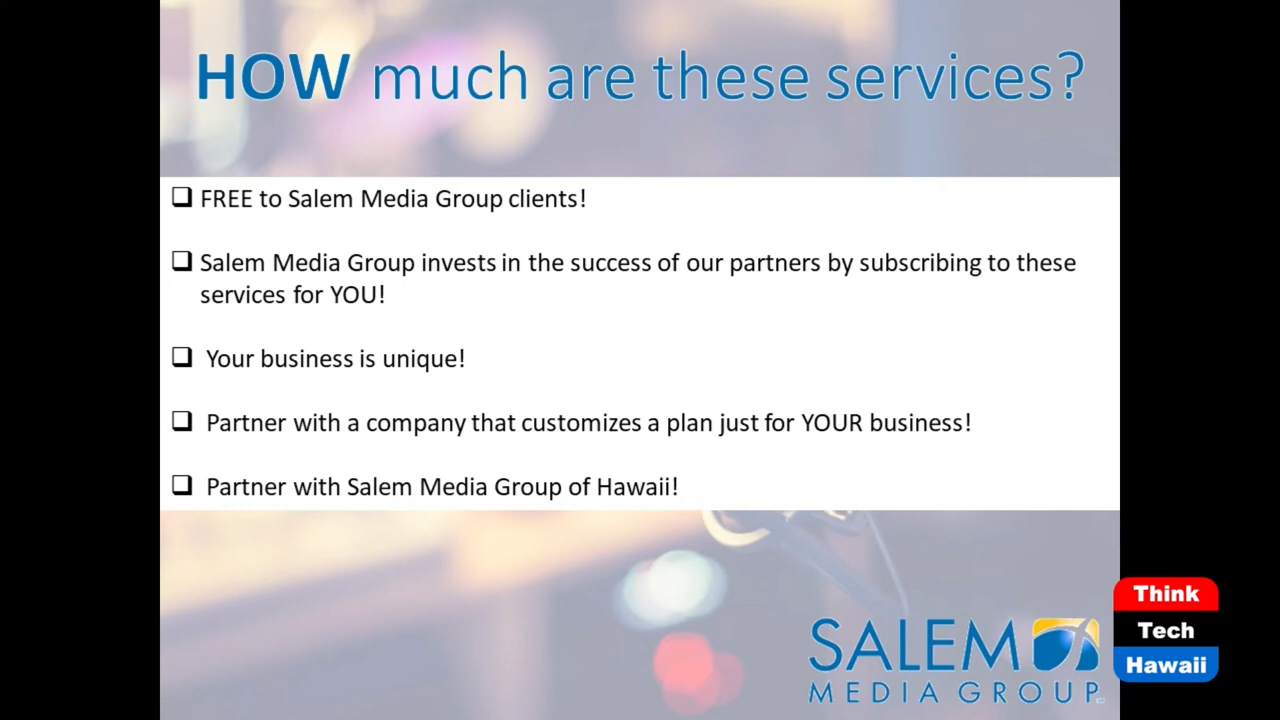 HOW much are these services?
❑ FREE to Salem Media Group clients!
❑ Salem Media Group invests in the success of our partners by subscribing to these
services for YOU!
❑ Your business is unique!
❑ Partner with a company that customizes a plan just for YOUR business!
❑ Partner with Salem Media Group of Hawaii!
SALEM
MEDIA GROUP
Think
Tech
Hawaii